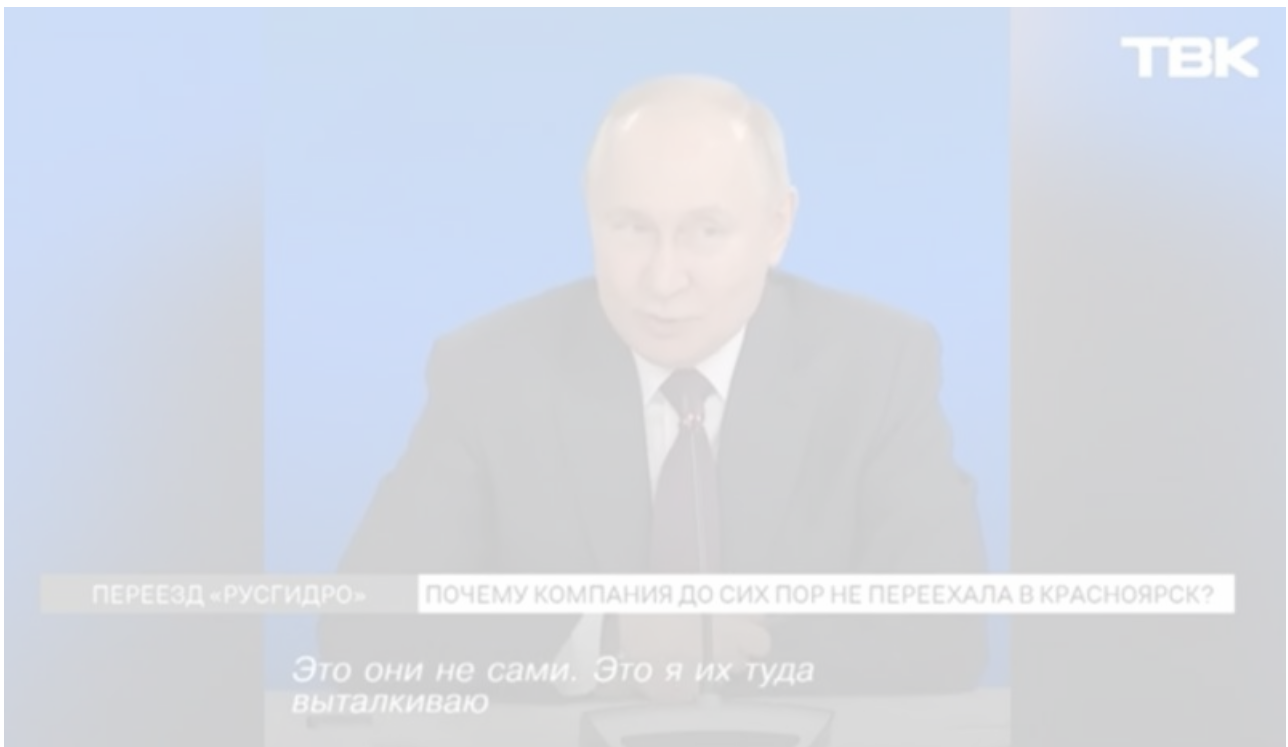 ТВК
ПЕРЕЕЗД «РУСГИДРО»
ПОЧЕМУ КОМПАНИЯ ДО СИХ ПОР НЕ ПЕРЕЕХАЛА В КРАСНОЯРСК?
Это они не сами. Это я их туда
выталкиваю